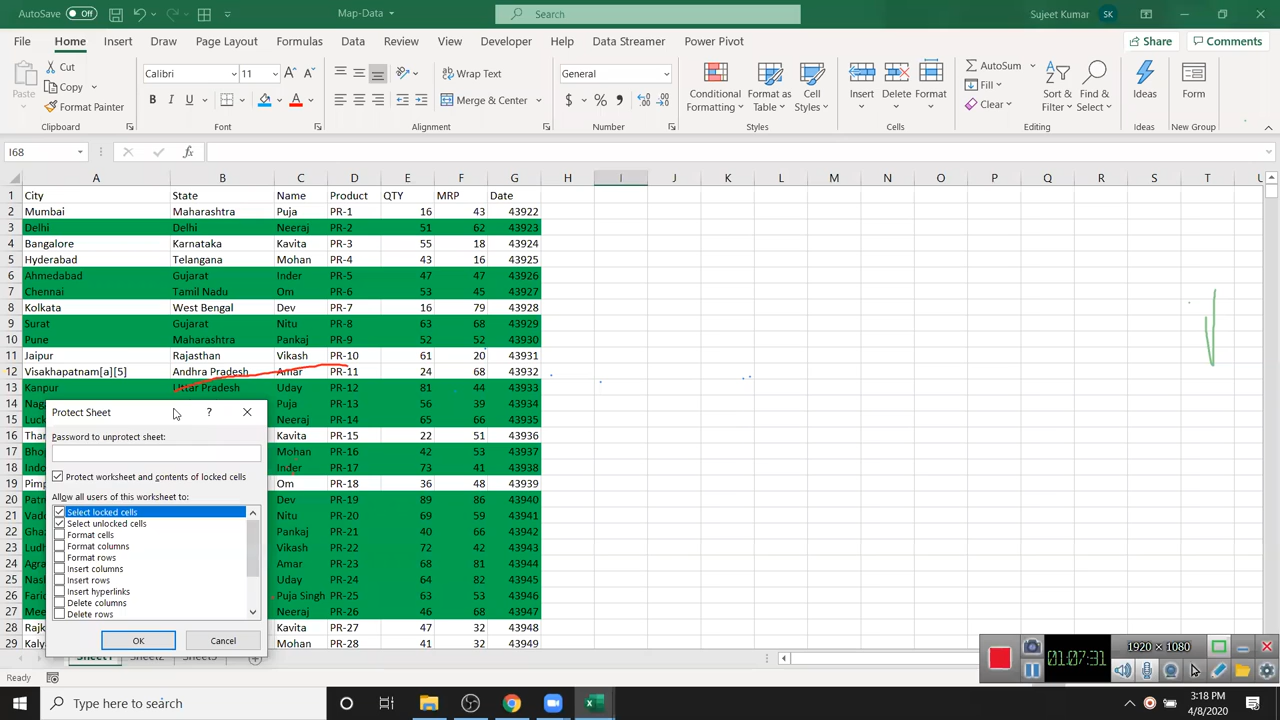 AutoSave Off Map-Data Search Sujeet Kumar SK
File Home Insert Draw Page Layout Formulas Data Review View Developer Help Data Streamer Power Pivot Share Comments
Paste Cut Copy Format Painter Clipboard
Calibri 11 A A B I U A Font
Wrap Text Merge & Center Alignment
General $ % Number
Conditional Formatting Format as Table Cell Styles Styles
Insert Delete Format Cells
AutoSum Fill Clear Sort & Filter Find & Select Editing
Ideas Ideas Form New Group
I68 fx
A B C D E F G H I J K L M N O P Q R S T U
1 City State Name Product QTY MRP Date
2 Mumbai Maharashtra Puja PR-1 16 43 43922
3 Delhi Delhi Neeraj PR-2 51 62 43923
4 Bangalore Karnataka Kavita PR-3 55 18 43924
5 Hyderabad Telangana Mohan PR-4 43 16 43925
6 Ahmedabad Gujarat Inder PR-5 47 47 43926
7 Chennai Tamil Nadu Om PR-6 53 45 43927
8 Kolkata West Bengal Dev PR-7 16 79 43928
9 Surat Gujarat Nitu PR-8 63 68 43929
10 Pune Maharashtra Pankaj PR-9 52 52 43930
11 Jaipur Rajasthan Vikash PR-10 61 20 43931
12 Visakhapatnam[a][5] Andhra Pradesh Amar PR-11 24 68 43932
13 Kanpur Uttar Pradesh Uday PR-12 81 44 43933
14 Nag Puja PR-13 56 39 43934
15 Luck Neeraj PR-14 65 66 43935
16 Than Kavita PR-15 22 51 43936
17 Bho Mohan PR-16 42 53 43937
18 Indo Inder PR-17 73 41 43938
19 Pimp Om PR-18 36 48 43939
20 Patn Dev PR-19 89 86 43940
21 Vado Nitu PR-20 69 59 43941
22 Ghaz Pankaj PR-21 40 66 43942
23 Ludh Vikash PR-22 72 42 43943
24 Agra Amar PR-23 68 81 43944
25 Nash Uday PR-24 64 82 43945
26 Farid Puja Singh PR-25 63 53 43946
27 Mee Neeraj PR-26 46 68 43947
28 Rajk Kavita PR-27 47 32 43948
29 Kaly Mohan PR-28 41 32 43949
Protect Sheet ?
Password to unprotect sheet:
Protect worksheet and contents of locked cells
Allow all users of this worksheet to:
Select locked cells
Select unlocked cells
Format cells
Format columns
Format rows
Insert columns
Insert rows
Insert hyperlinks
Delete columns
Delete rows
OK Cancel
Sheet1 Sheet2 Sheet3
01:07:31 1920 × 1080
Ready
Type here to search
3:18 PM
4/8/2020